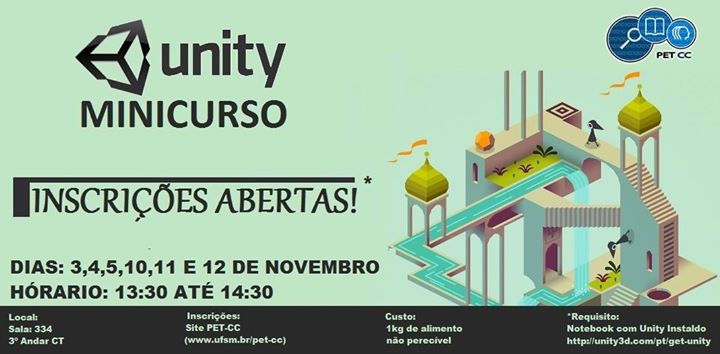 unity
MINICURSO
PET CC
INSCRIÇÕES ABERTAS!*
DIAS: 3,4,5,10,11 E 12 DE NOVEMBRO
HÓRARIO: 13:30 ATÉ 14:30
Local:
Sala: 334
3º Andar CT
Inscrições:
Site PET-CC
(www.ufsm.br/pet-cc)
Custo:
1kg de alimento
não perecível
*Requisito:
Notebook com Unity Instaldo
http://unity3d.com/pt/get-unity